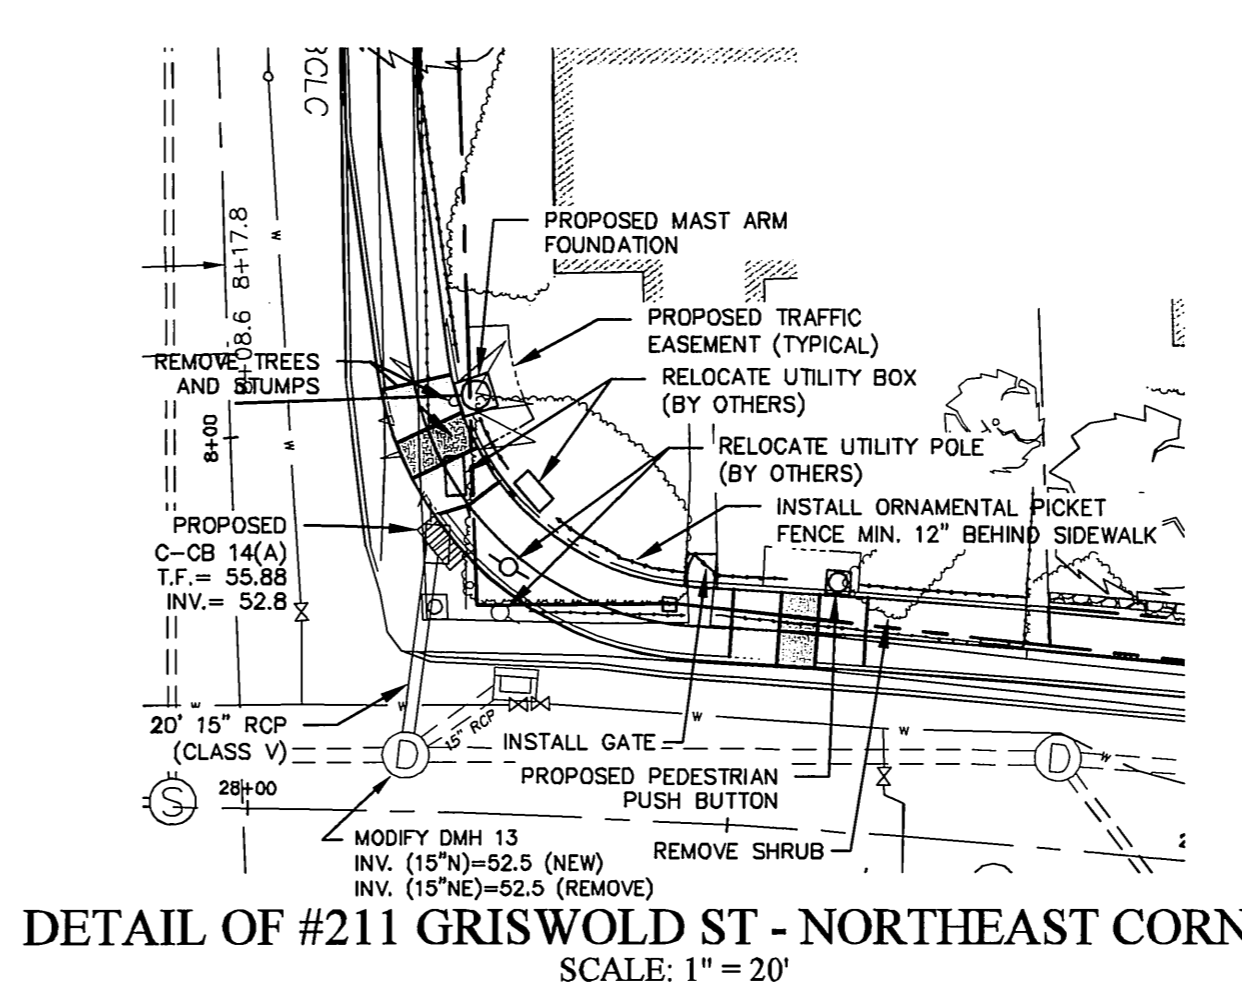 BCLC
PROPOSED MAST ARM
FOUNDATION
8+17.8
8+08.6
PROPOSED TRAFFIC
EASEMENT (TYPICAL)
REMOVE TREES
AND STUMPS
RELOCATE UTILITY BOX
(BY OTHERS)
8+00
RELOCATE UTILITY POLE
(BY OTHERS)
INSTALL ORNAMENTAL PICKET
FENCE MIN. 12" BEHIND SIDEWALK
PROPOSED
C-CB 14(A)
T.F.= 55.88
INV.= 52.8
W
W
W
W
W
W
W
20' 15" RCP
(CLASS V)
15" RCP
INSTALL GATE
D
D
S
28+00
PROPOSED PEDESTRIAN
PUSH BUTTON
MODIFY DMH 13
INV. (15"N)=52.5 (NEW)
INV. (15"NE)=52.5 (REMOVE)
REMOVE SHRUB
DETAIL OF #211 GRISWOLD ST - NORTHEAST CORN
SCALE: 1" = 20'